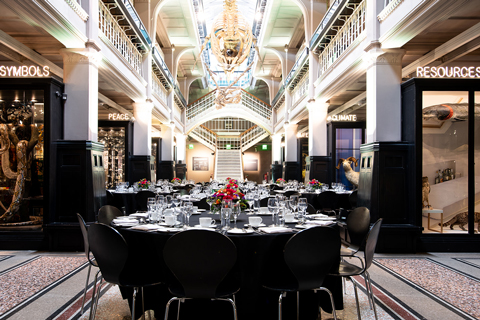 SYMBOLS
PEACE
CLIMATE
RESOURCES